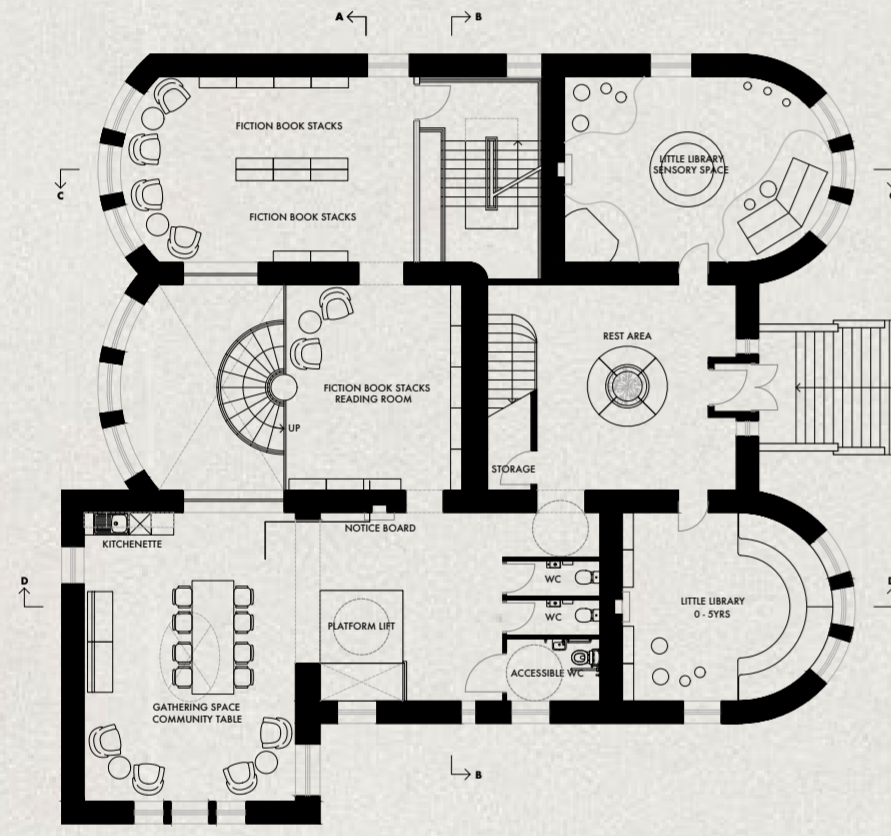 A
B
FICTION BOOK STACKS
LITTLE LIBRARY
SENSORY SPACE
C
FICTION BOOK STACKS
REST AREA
FICTION BOOK STACKS
READING ROOM
UP
STORAGE
NOTICE BOARD
KITCHENETTE
D
WC
WC
LITTLE LIBRARY
0 - 5YRS
PLATFORM LIFT
ACCESSIBLE WC
GATHERING SPACE
COMMUNITY TABLE
B